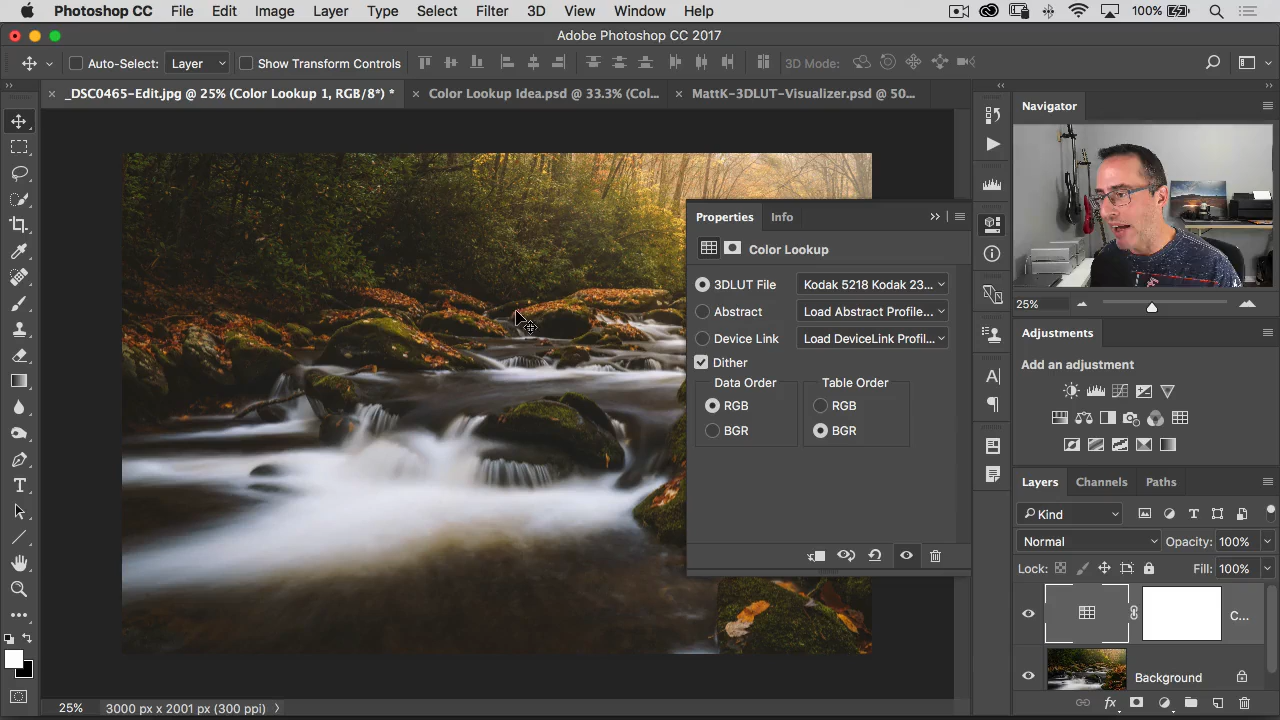 Photoshop CC File Edit Image Layer Type Select Filter 3D View Window Help 100%
Adobe Photoshop CC 2017
Auto-Select: Layer Show Transform Controls 3D Mode:
_DSC0465-Edit.jpg @ 25% (Color Lookup 1, RGB/8*) * Color Lookup Idea.psd @ 33.3% (Col... MattK-3DLUT-Visualizer.psd @ 50...
Navigator
Properties Info
Color Lookup
3DLUT File Kodak 5218 Kodak 23...
Abstract Load Abstract Profile...
Device Link Load DeviceLink Profil...
Dither
Data Order Table Order
RGB RGB
BGR BGR
25%
Adjustments
Add an adjustment
Layers Channels Paths
Kind
Normal Opacity: 100%
Lock: Fill: 100%
C...
Background
fx
25% 3000 px x 2001 px (300 ppi)